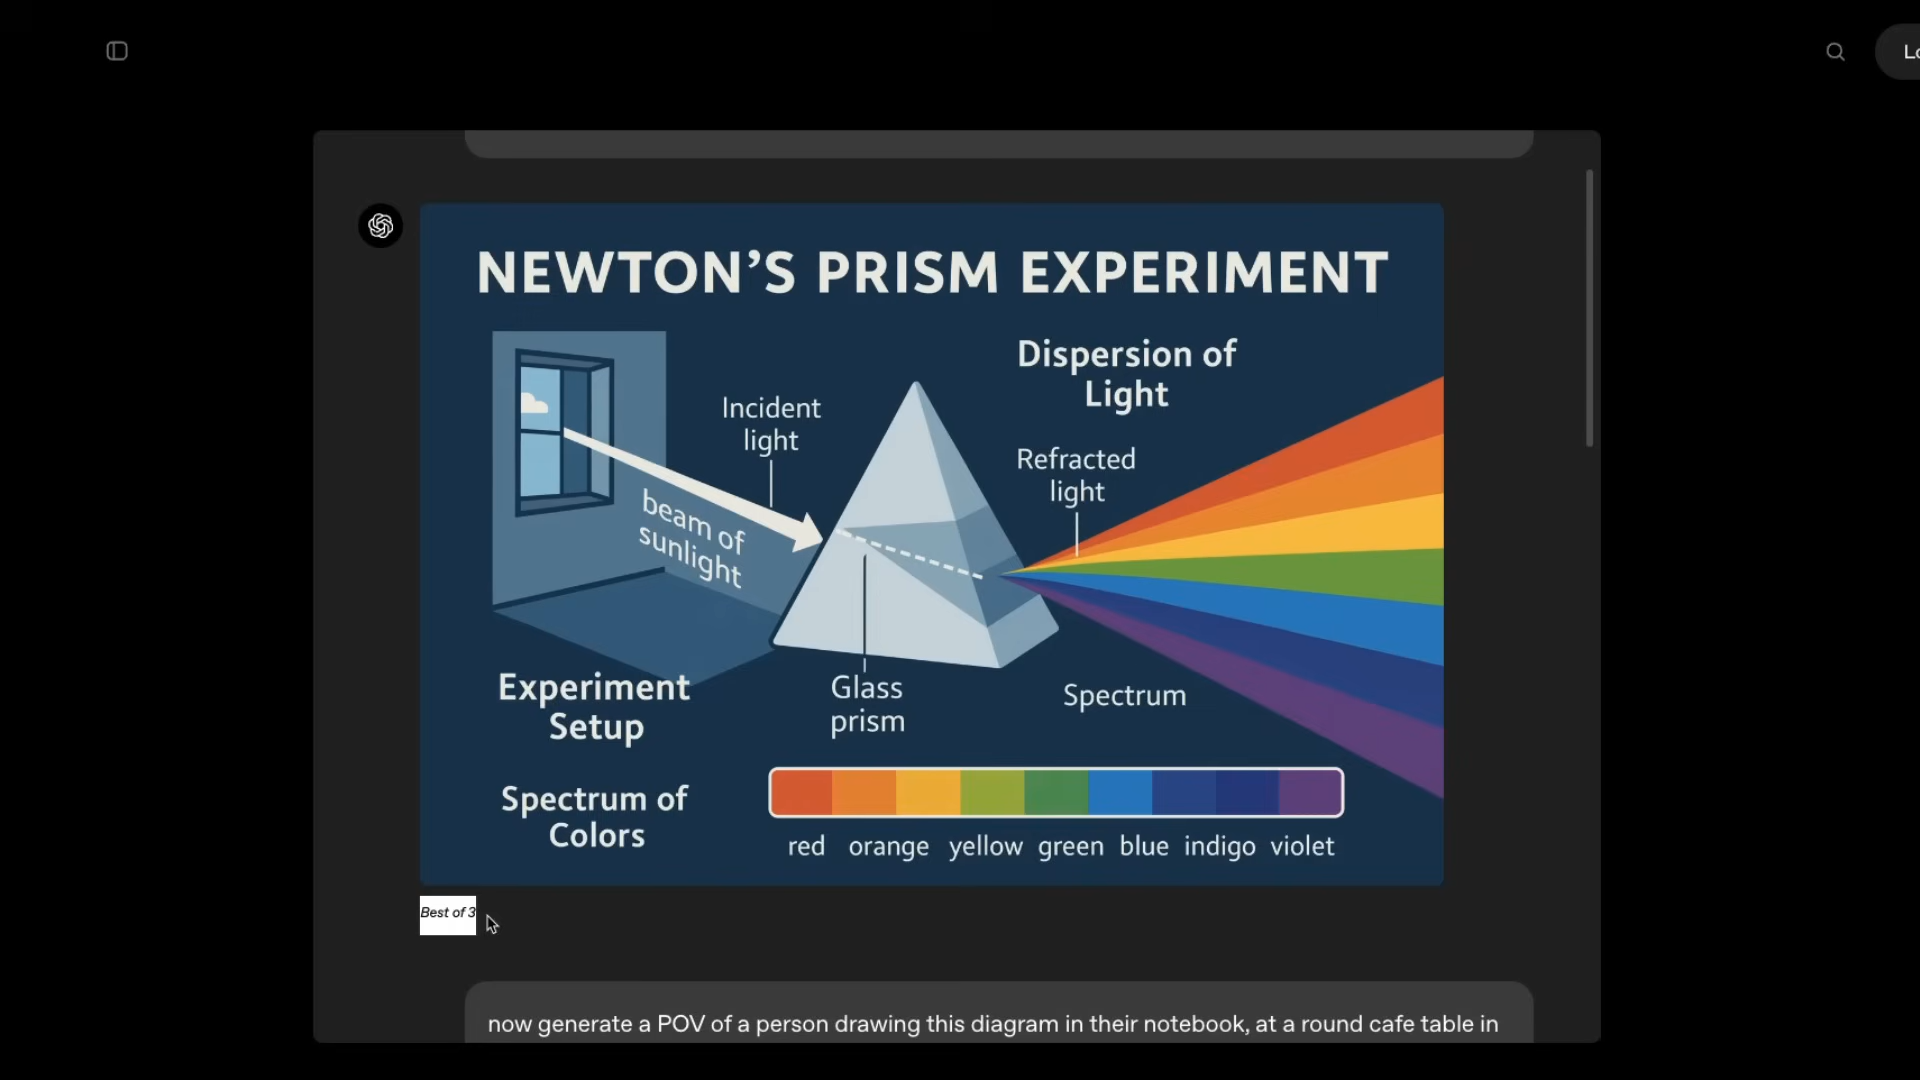 NEWTON'S PRISM EXPERIMENT
Dispersion of
Light
Incident
light
Refracted
light
beam of
sunlight
Experiment
Setup
Glass
prism
Spectrum
Spectrum of
Colors
red orange yellow green blue indigo violet
Best of 3
now generate a POV of a person drawing this diagram in their notebook, at a round cafe table in